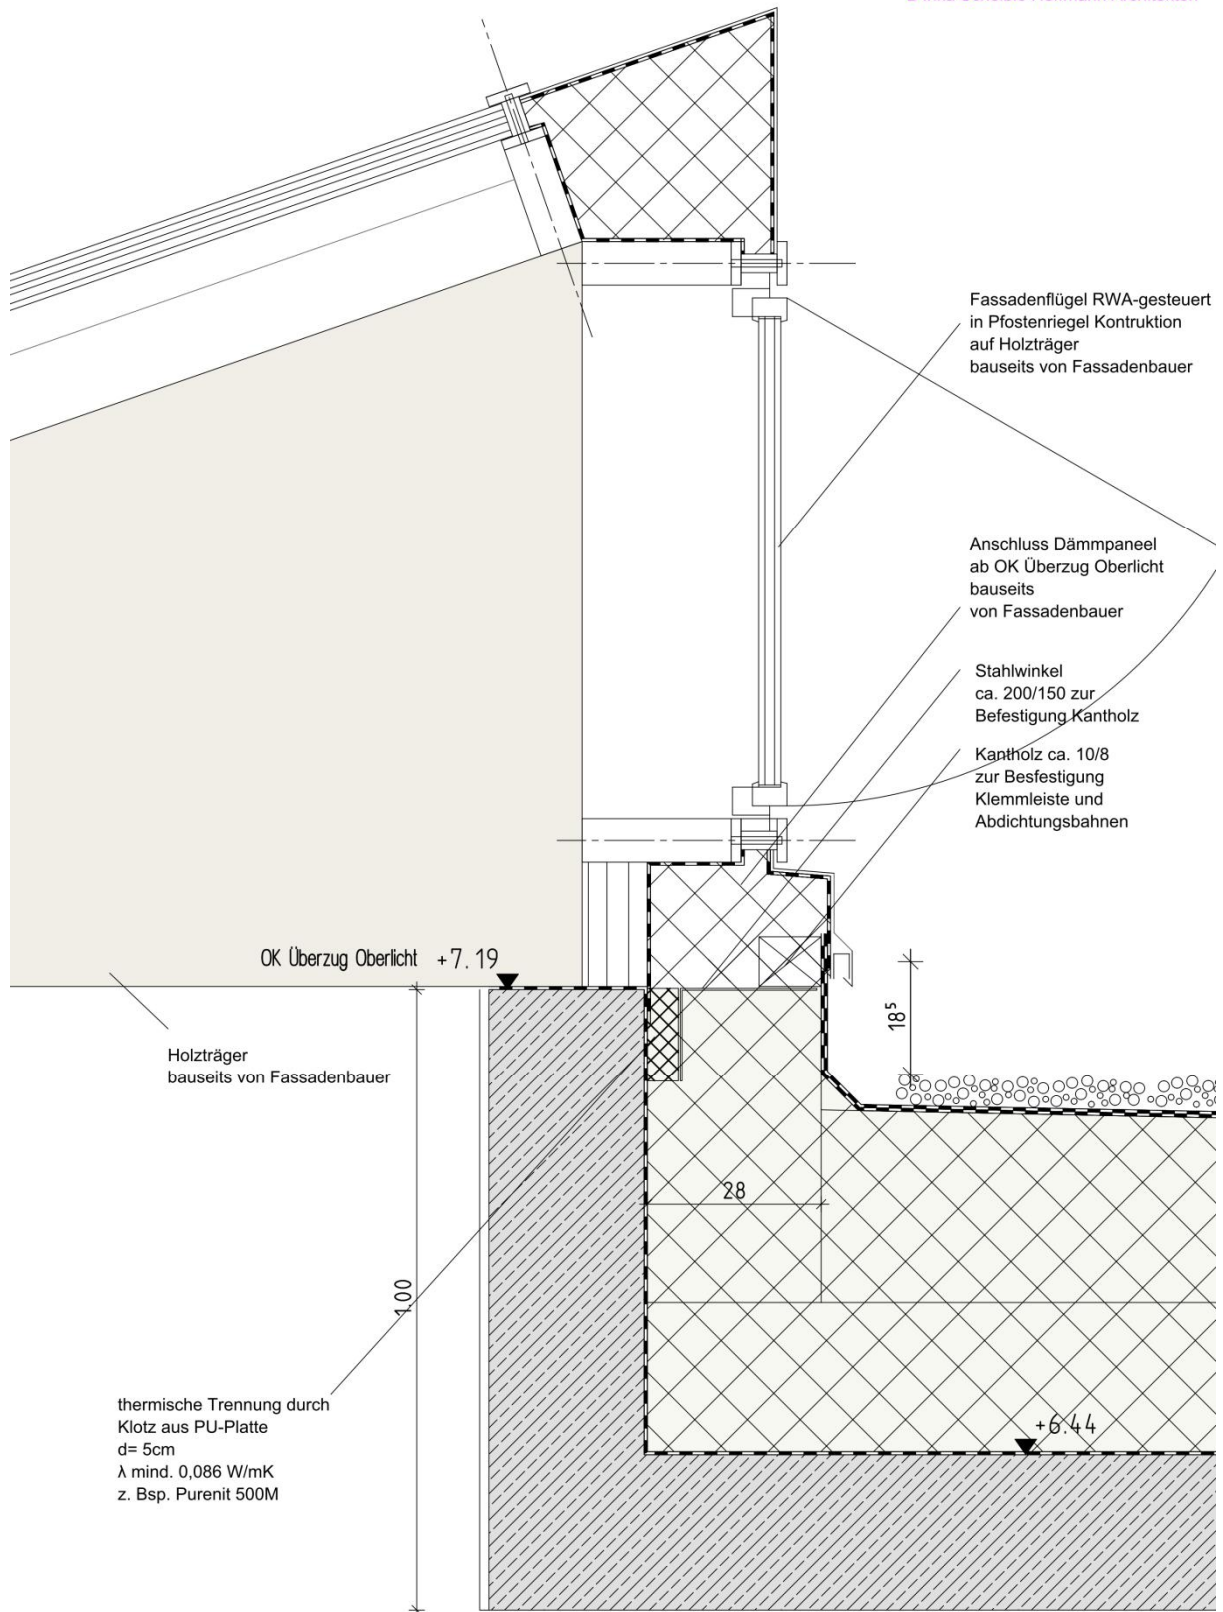 Fassadenflügel RWA-gesteuert
in Pfostenriegel Kontruktion
auf Holzträger
bauseits von Fassadenbauer
Anschluss Dämmpaneel
ab OK Überzug Oberlicht
bauseits
von Fassadenbauer
Stahlwinkel
ca. 200/150 zur
Befestigung Kantholz
Kantholz ca. 10/8
zur Besfestigung
Klemmleiste und
Abdichtungsbahnen
OK Überzug Oberlicht +7.19
18⁵
Holzträger
bauseits von Fassadenbauer
28
1.00
+6.44
thermische Trennung durch
Klotz aus PU-Platte
d= 5cm
λ mind. 0,086 W/mK
z. Bsp. Purenit 500M